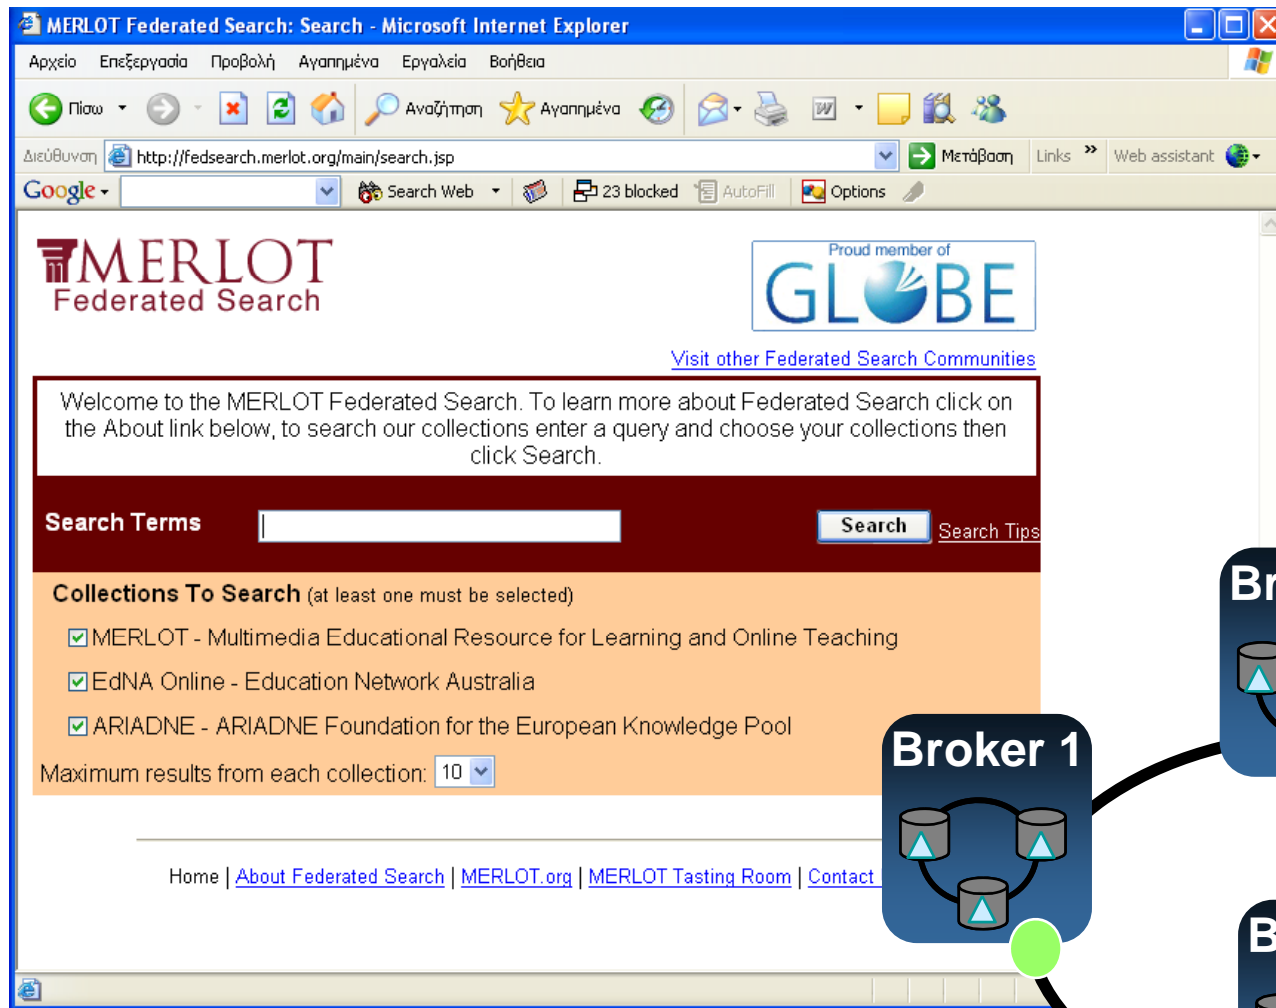 MERLOT Federated Search: Search - Microsoft Internet Explorer
Αρχείο Επεξεργασία Προβολή Αγαπημένα Εργαλεία Βοήθεια
Πίσω Αναζήτηση Αγαπημένα
Διεύθυνση http://fedsearch.merlot.org/main/search.jsp Μετάβαση Links » Web assistant
Google Search Web 23 blocked AutoFill Options
MERLOT
Federated Search
Proud member of
GLOBE
Visit other Federated Search Communities
Welcome to the MERLOT Federated Search. To learn more about Federated Search click on
the About link below, to search our collections enter a query and choose your collections then
click Search.
Search Terms Search Search Tips
Collections To Search (at least one must be selected)
MERLOT - Multimedia Educational Resource for Learning and Online Teaching
EdNA Online - Education Network Australia
ARIADNE - ARIADNE Foundation for the European Knowledge Pool
Maximum results from each collection: 10
Home | About Federated Search | MERLOT.org | MERLOT Tasting Room | Contact
Broker 1